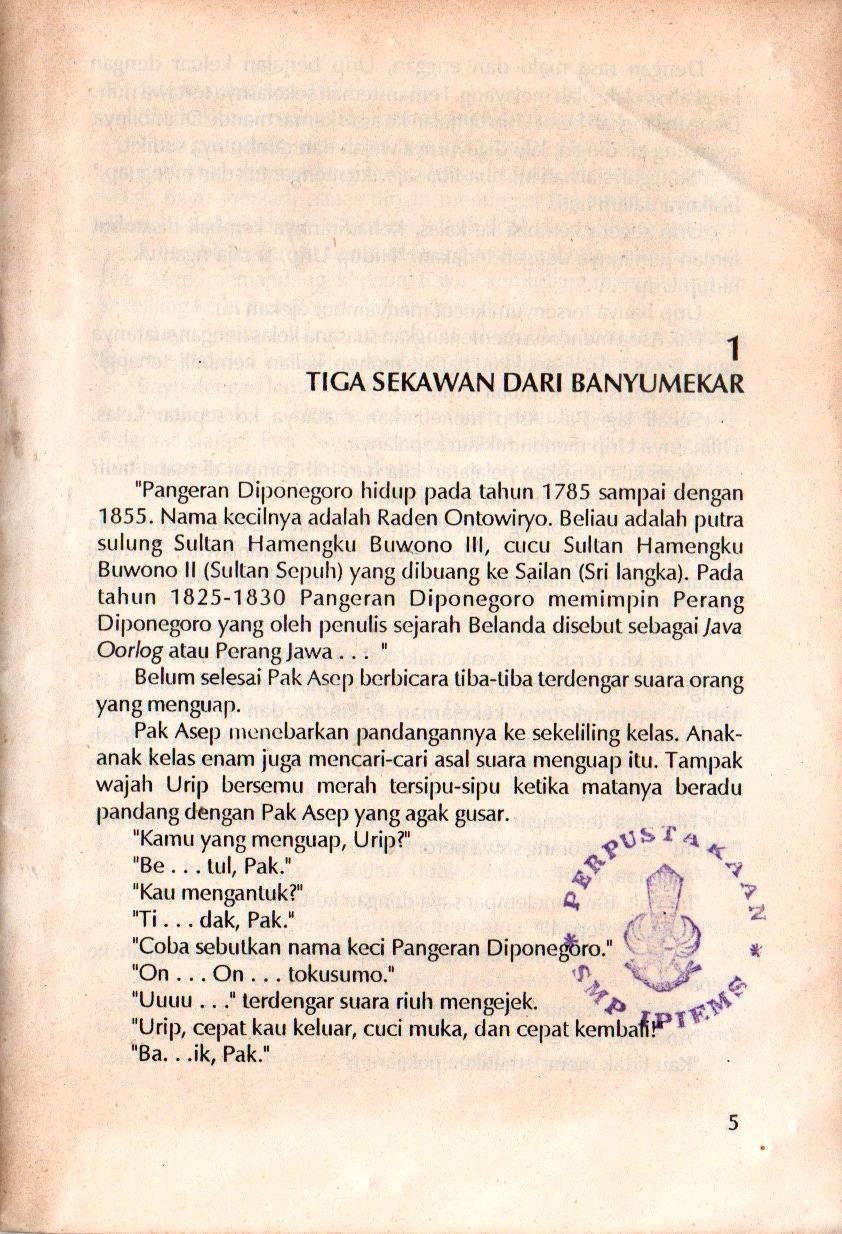 1
TIGA SEKAWAN DARI BANYUMEKAR
"Pangeran Diponegoro hidup pada tahun 1785 sampai dengan
1855. Nama kecilnya adalah Raden Ontowiryo. Beliau adalah putra
sulung Sultan Hamengku Buwono III, cucu Sultan Hamengku
Buwono II (Sultan Sepuh) yang dibuang ke Sailan (Sri langka). Pada
tahun 1825-1830 Pangeran Diponegoro memimpin Perang
Diponegoro yang oleh penulis sejarah Belanda disebut sebagai Java
Oorlog atau Perang Jawa . . . "
Belum selesai Pak Asep berbicara tiba-tiba terdengar suara orang
yang menguap.
Pak Asep menebarkan pandangannya ke sekeliling kelas. Anak-
anak kelas enam juga mencari-cari asal suara menguap itu. Tampak
wajah Urip bersemu merah tersipu-sipu ketika matanya beradu
pandang dengan Pak Asep yang agak gusar.
"Kamu yang menguap, Urip?"
"Be . . . tul, Pak."
"Kau mengantuk?"
"Ti . . . dak, Pak."
"Coba sebutkan nama keci Pangeran Diponegoro."
"On . . . On . . . tokusumo."
"Uuuu . . ." terdengar suara riuh mengejek.
"Urip, cepat kau keluar, cuci muka, dan cepat kembali!"
"Ba. . .ik, Pak."
PERPUSTAKAAN
* SMP IPIEMS *
5